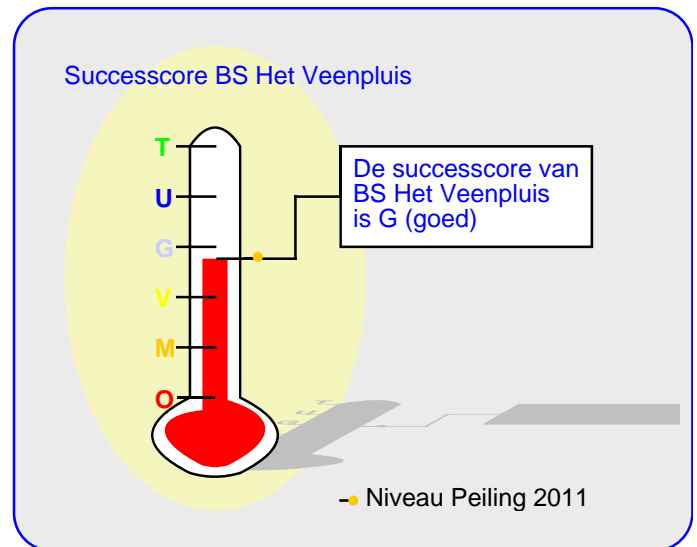 Successcore BS Het Veenpluis
T
U
G
V
M
O
De successcore van
BS Het Veenpluis
is G (goed)
T
U
G
Niveau Peiling 2011